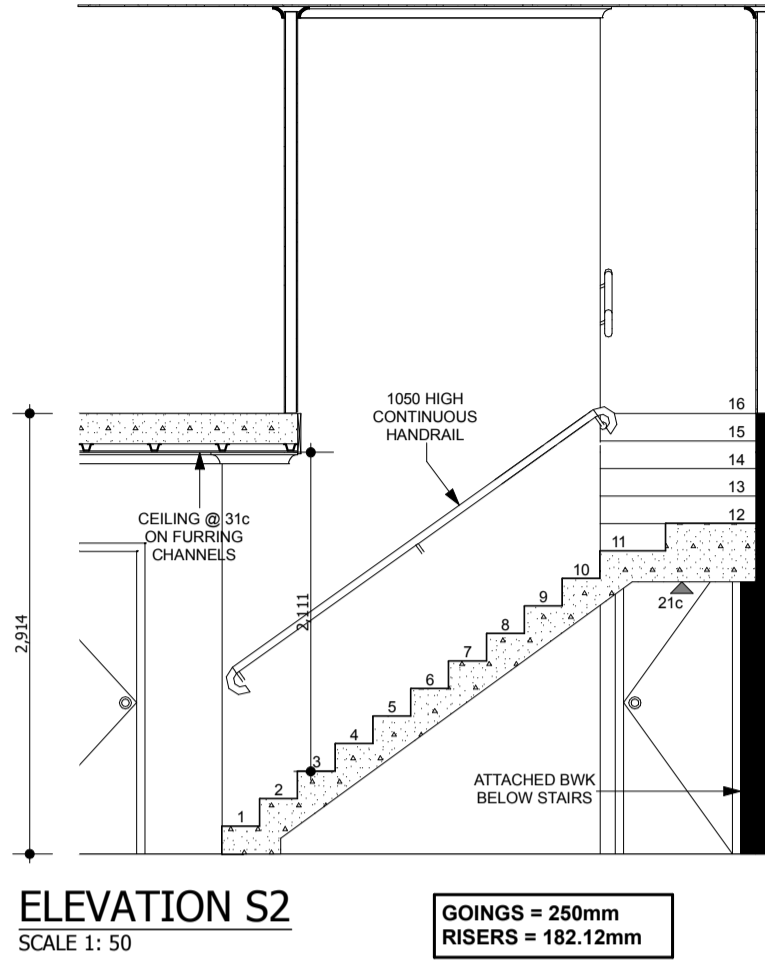 1050 HIGH
CONTINUOUS
HANDRAIL
16
15
14
13
12
11
10
9
8
7
6
5
4
3
2
1
CEILING @ 31c
ON FURRING
CHANNELS
2,914
2,111
21c
ATTACHED BWK
BELOW STAIRS
ELEVATION S2
SCALE 1: 50
GOINGS = 250mm
RISERS = 182.12mm